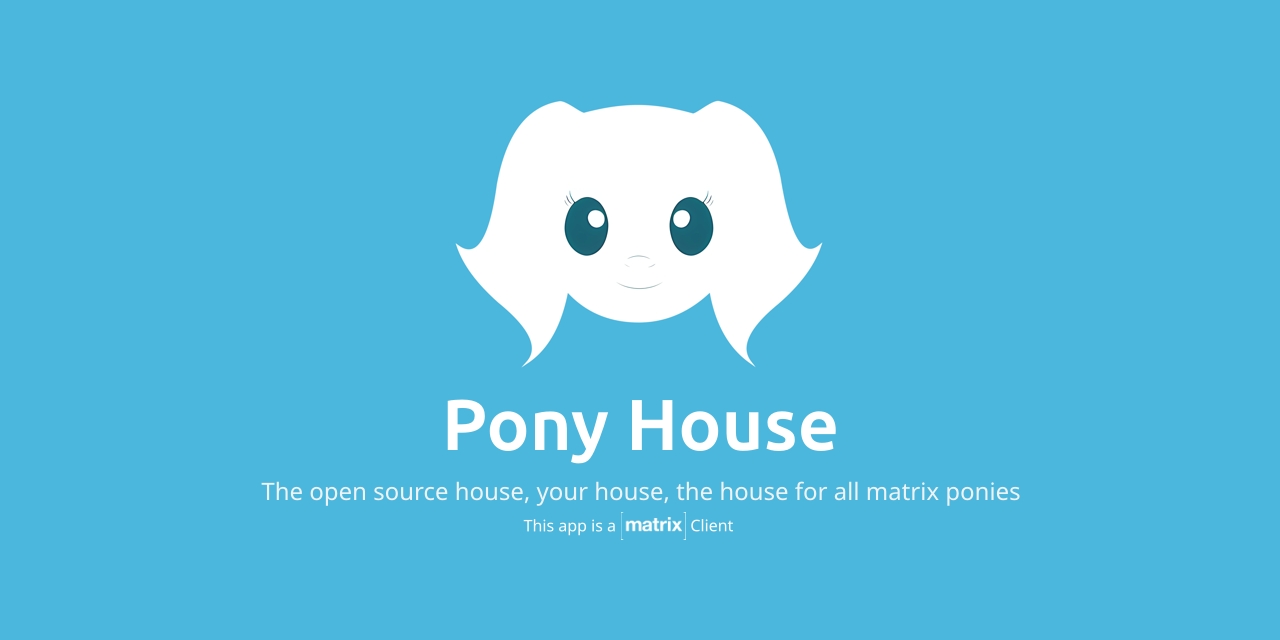 Pony House
The open source house, your house, the house for all matrix ponies
This app is a [matrix] Client